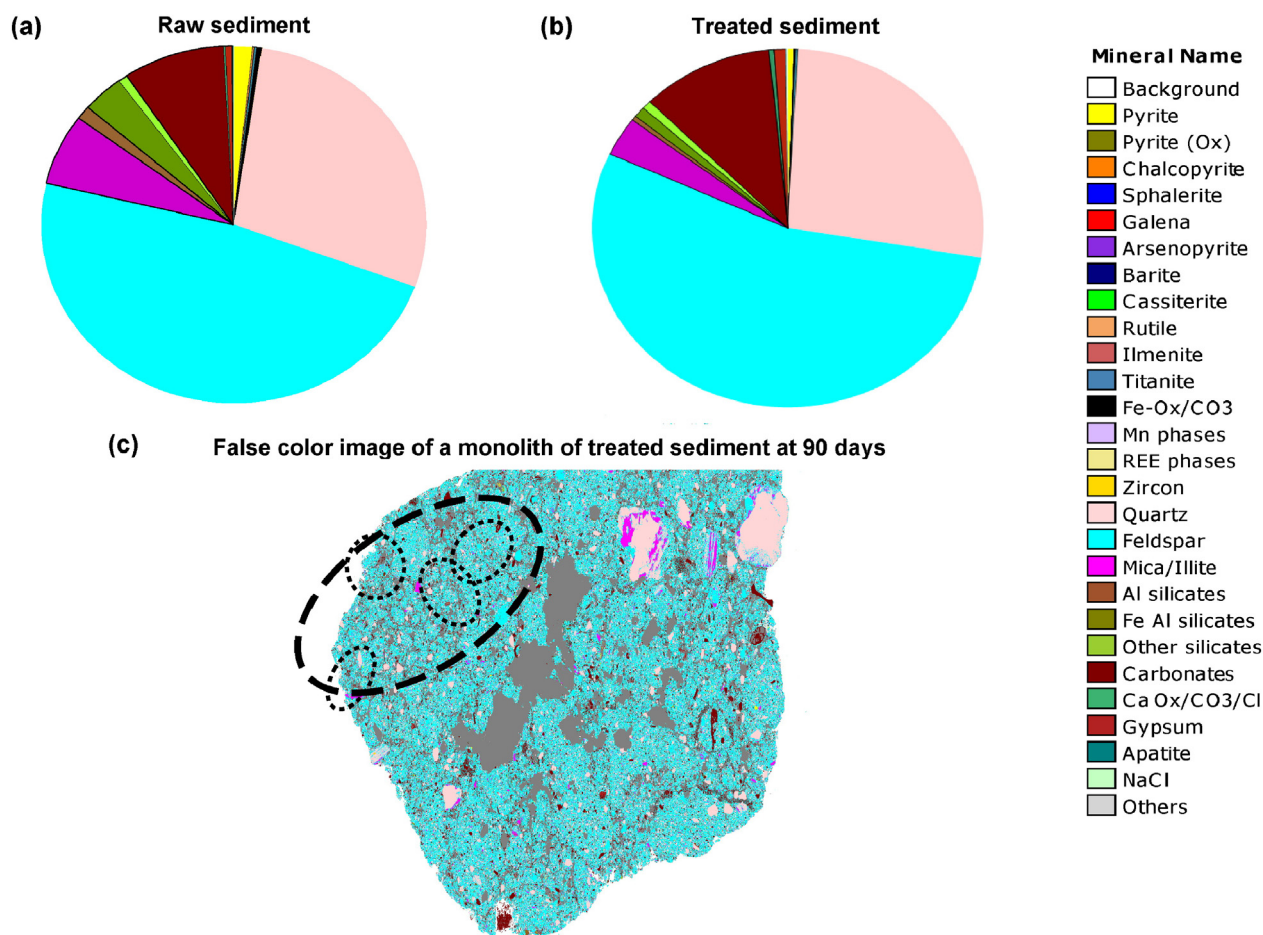 (a)
Raw sediment
(b)
Treated sediment
Mineral Name
Background
Pyrite
Pyrite (Ox)
Chalcopyrite
Sphalerite
Galena
Arsenopyrite
Barite
Cassiterite
Rutile
Ilmenite
Titanite
Fe-Ox/CO3
Mn phases
REE phases
Zircon
Quartz
Feldspar
Mica/Illite
Al silicates
Fe Al silicates
Other silicates
Carbonates
Ca Ox/CO3/Cl
Gypsum
Apatite
NaCl
Others
(c)
False color image of a monolith of treated sediment at 90 days